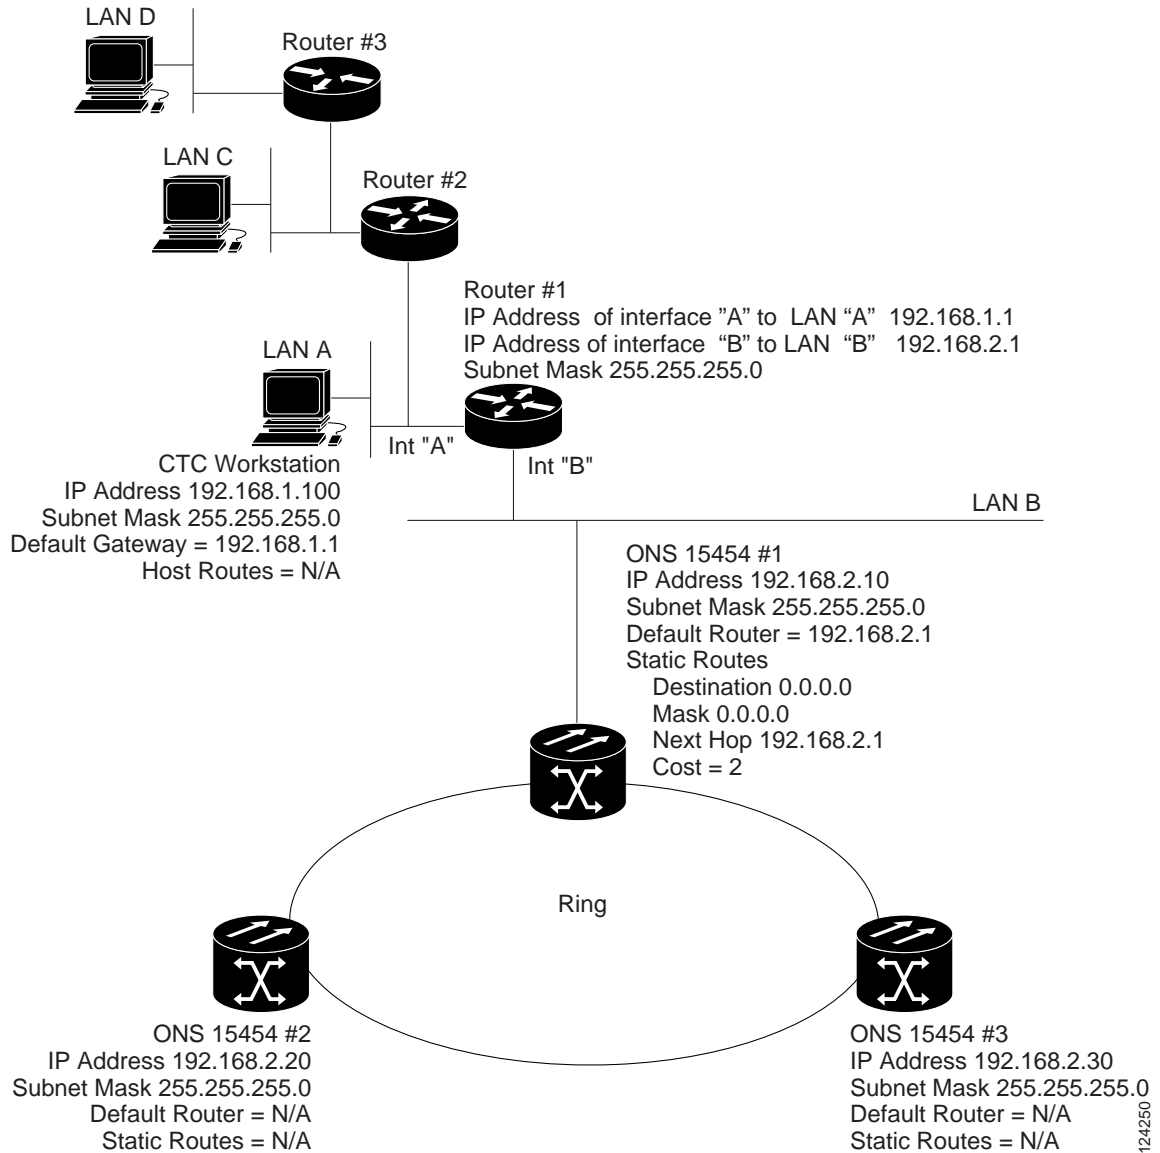 LAN D
Router #3
LAN C
Router #2
Router #1
IP Address of interface ”A” to LAN “A” 192.168.1.1
IP Address of interface “B” to LAN “B” 192.168.2.1
Subnet Mask 255.255.255.0
LAN A
Int "A"
Int "B"
CTC Workstation
IP Address 192.168.1.100
Subnet Mask 255.255.255.0
Default Gateway = 192.168.1.1
Host Routes = N/A
LAN B
ONS 15454 #1
IP Address 192.168.2.10
Subnet Mask 255.255.255.0
Default Router = 192.168.2.1
Static Routes
Destination 0.0.0.0
Mask 0.0.0.0
Next Hop 192.168.2.1
Cost = 2
Ring
ONS 15454 #2
IP Address 192.168.2.20
Subnet Mask 255.255.255.0
Default Router = N/A
Static Routes = N/A
ONS 15454 #3
IP Address 192.168.2.30
Subnet Mask 255.255.255.0
Default Router = N/A
Static Routes = N/A
124250